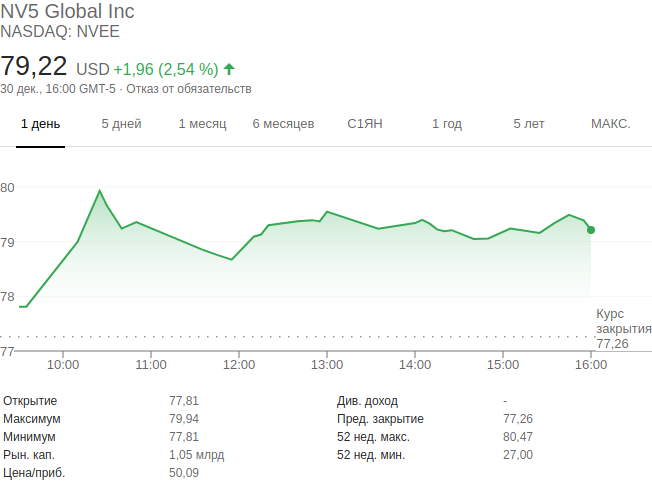 NV5 Global Inc
NASDAQ: NVEE
79,22 USD +1,96 (2,54 %)
30 дек., 16:00 GMT-5 · Отказ от обязательств
1 день 5 дней 1 месяц 6 месяцев С1ЯН 1 год 5 лет МАКС.
80
79
78
Курс
закрытия
77,26
77
10:00 11:00 12:00 13:00 14:00 15:00 16:00
Открытие 77,81 Див. доход -
Максимум 79,94 Пред. закрытие 77,26
Минимум 77,81 52 нед. макс. 80,47
Рын. кап. 1,05 млрд 52 нед. мин. 27,00
Цена/приб. 50,09